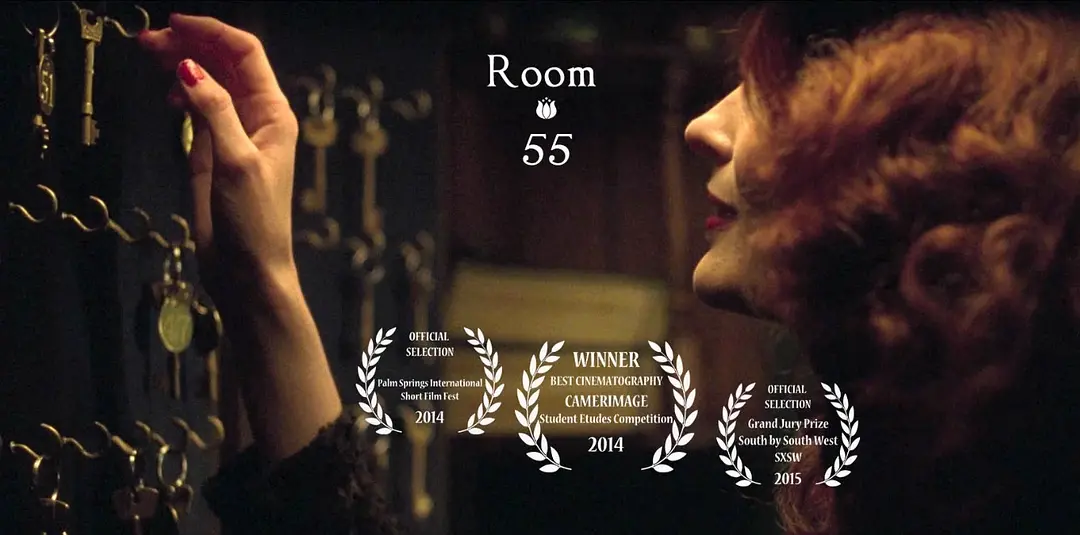 Room
55
OFFICIAL
SELECTION
Palm Springs International
Short Film Fest
2014
WINNER
BEST CINEMATOGRAPHY
CAMERIMAGE
Student Etudes Competition
2014
OFFICIAL
SELECTION
Grand Jury Prize
South by South West
SXSW
2015